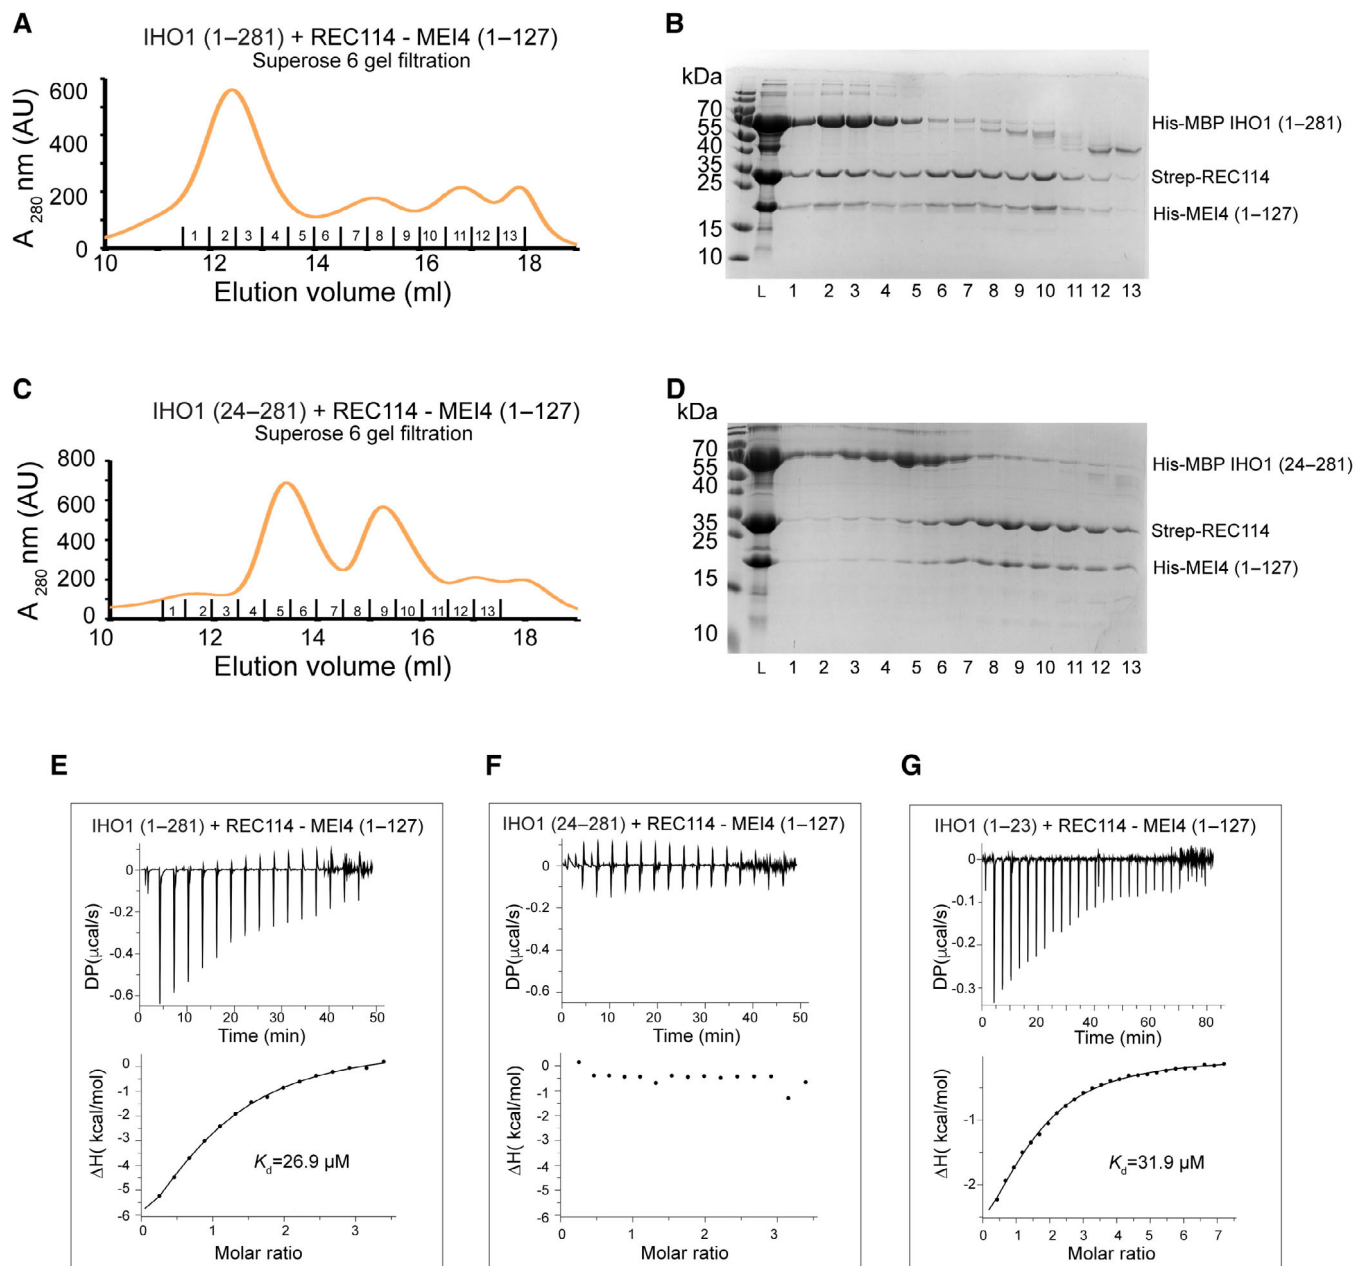 A
IHO1 (1–281) + REC114 - MEI4 (1–127)
Superose 6 gel filtration
A 280 nm (AU)
600
400
200
0
1 2 3 4 5 6 7 8 9 10 11 12 13
10 12 14 16 18
Elution volume (ml)
B
kDa
70
55
40
35
25
15
10
His-MBP IHO1 (1–281)
Strep-REC114
His-MEI4 (1–127)
L 1 2 3 4 5 6 7 8 9 10 11 12 13
C
IHO1 (24–281) + REC114 - MEI4 (1–127)
Superose 6 gel filtration
A 280 nm (AU)
800
600
400
200
0
1 2 3 4 5 6 7 8 9 10 11 12 13
10 12 14 16 18
Elution volume (ml)
D
kDa
70
55
40
35
25
15
10
His-MBP IHO1 (24–281)
Strep-REC114
His-MEI4 (1–127)
L 1 2 3 4 5 6 7 8 9 10 11 12 13
E
IHO1 (1–281) + REC114 - MEI4 (1–127)
DP(μcal/s)
0
-0.2
-0.4
-0.6
0 10 20 30 40 50
Time (min)
ΔH( kcal/mol)
0
-1
-2
-3
-4
-5
-6
Kd=26.9 μM
0 1 2 3
Molar ratio
F
IHO1 (24–281) + REC114 - MEI4 (1–127)
DP(μcal/s)
0
-0.2
-0.4
-0.6
0 10 20 30 40 50
Time (min)
ΔH( kcal/mol)
0
-1
-2
-3
-4
-5
-6
0 1 2 3
Molar ratio
G
IHO1 (1–23) + REC114 - MEI4 (1–127)
DP(μcal/s)
0
-0.1
-0.2
-0.3
0 20 40 60 80
Time (min)
ΔH( kcal/mol)
0
-1
-2
Kd=31.9 μM
0 1 2 3 4 5 6 7
Molar ratio